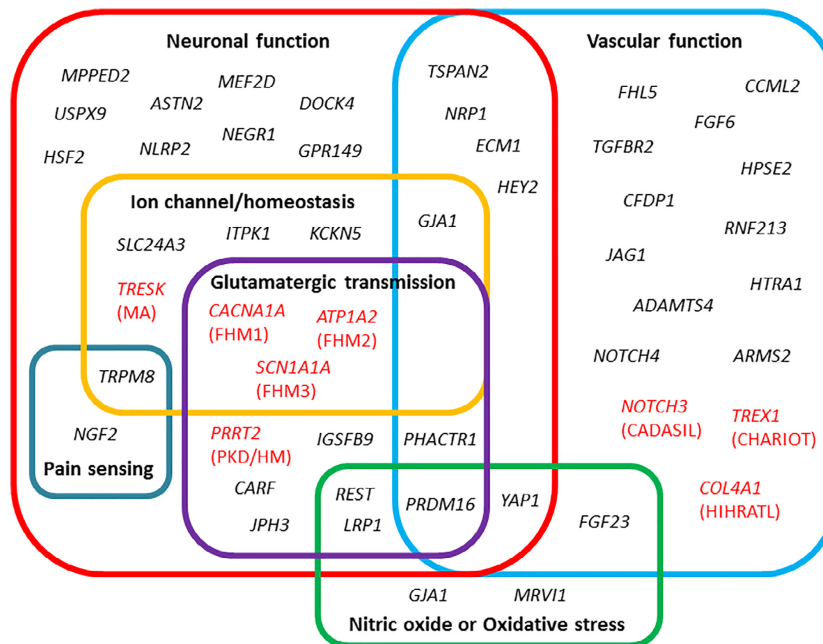 Neuronal function
Vascular function
MPPED2
MEF2D
TSPAN2
CCML2
USPX9
ASTN2
DOCK4
FHL5
NRP1
FGF6
NEGR1
HSF2
NLRP2
GPR149
ECM1
TGFBR2
HPSE2
HEY2
CFDP1
Ion channel/homeostasis
GJA1
RNF213
SLC24A3
ITPK1
KCKN5
JAG1
Glutamatergic transmission
HTRA1
TRESK
(MA)
CACNA1A
(FHM1)
ATP1A2
(FHM2)
ADAMTS4
SCN1A1A
(FHM3)
NOTCH4
ARMS2
TRPM8
NOTCH3
(CADASIL)
TREX1
(CHARIOT)
NGF2
PRRT2
(PKD/HM)
IGSFB9
PHACTR1
Pain sensing
CARF
REST
PRDM16
YAP1
COL4A1
(HIHRATL)
JPH3
LRP1
FGF23
GJA1
MRVI1
Nitric oxide or Oxidative stress